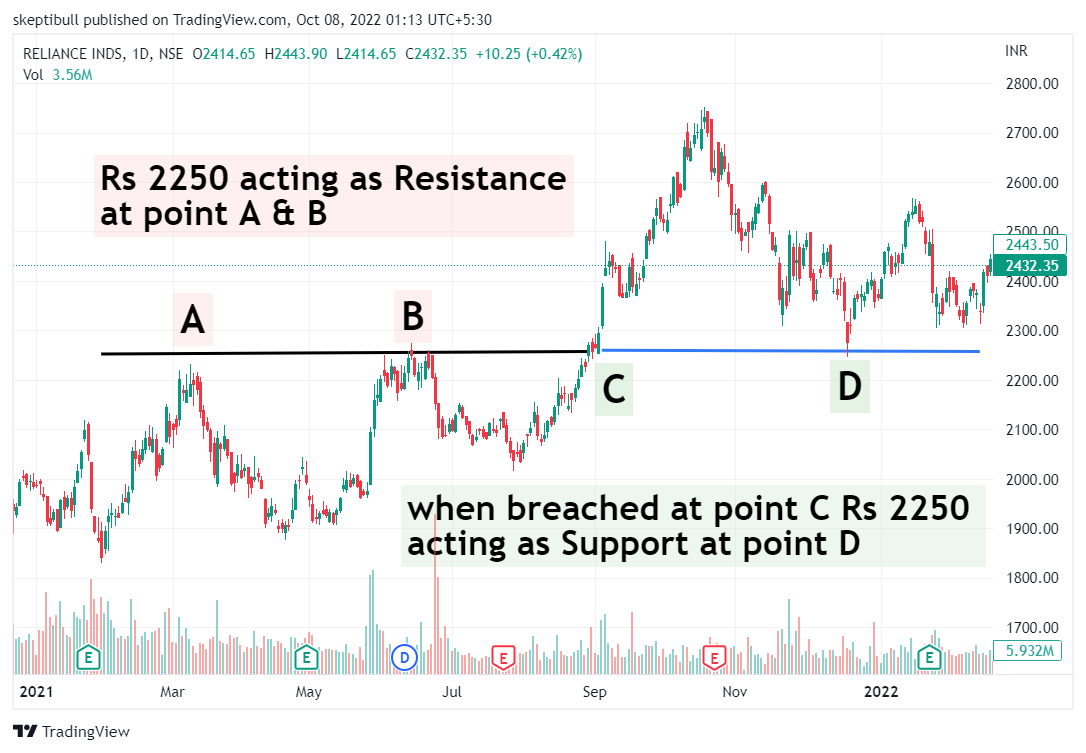 skeptibull published on TradingView.com, Oct 08, 2022 01:13 UTC+5:30
RELIANCE INDS, 1D, NSE O2414.65 H2443.90 L2414.65 C2432.35 +10.25 (+0.42%)
INR
Vol 3.56M
2800.00
2700.00
Rs 2250 acting as Resistance
at point A & B
2600.00
2500.00
2443.50
2432.35
2400.00
A
B
2300.00
C
D
2200.00
2100.00
2000.00
when breached at point C Rs 2250
acting as Support at point D
1900.00
1800.00
1700.00
E
E
D
E
E
E
5.932M
2021 Mar May Jul Sep Nov 2022
TradingView